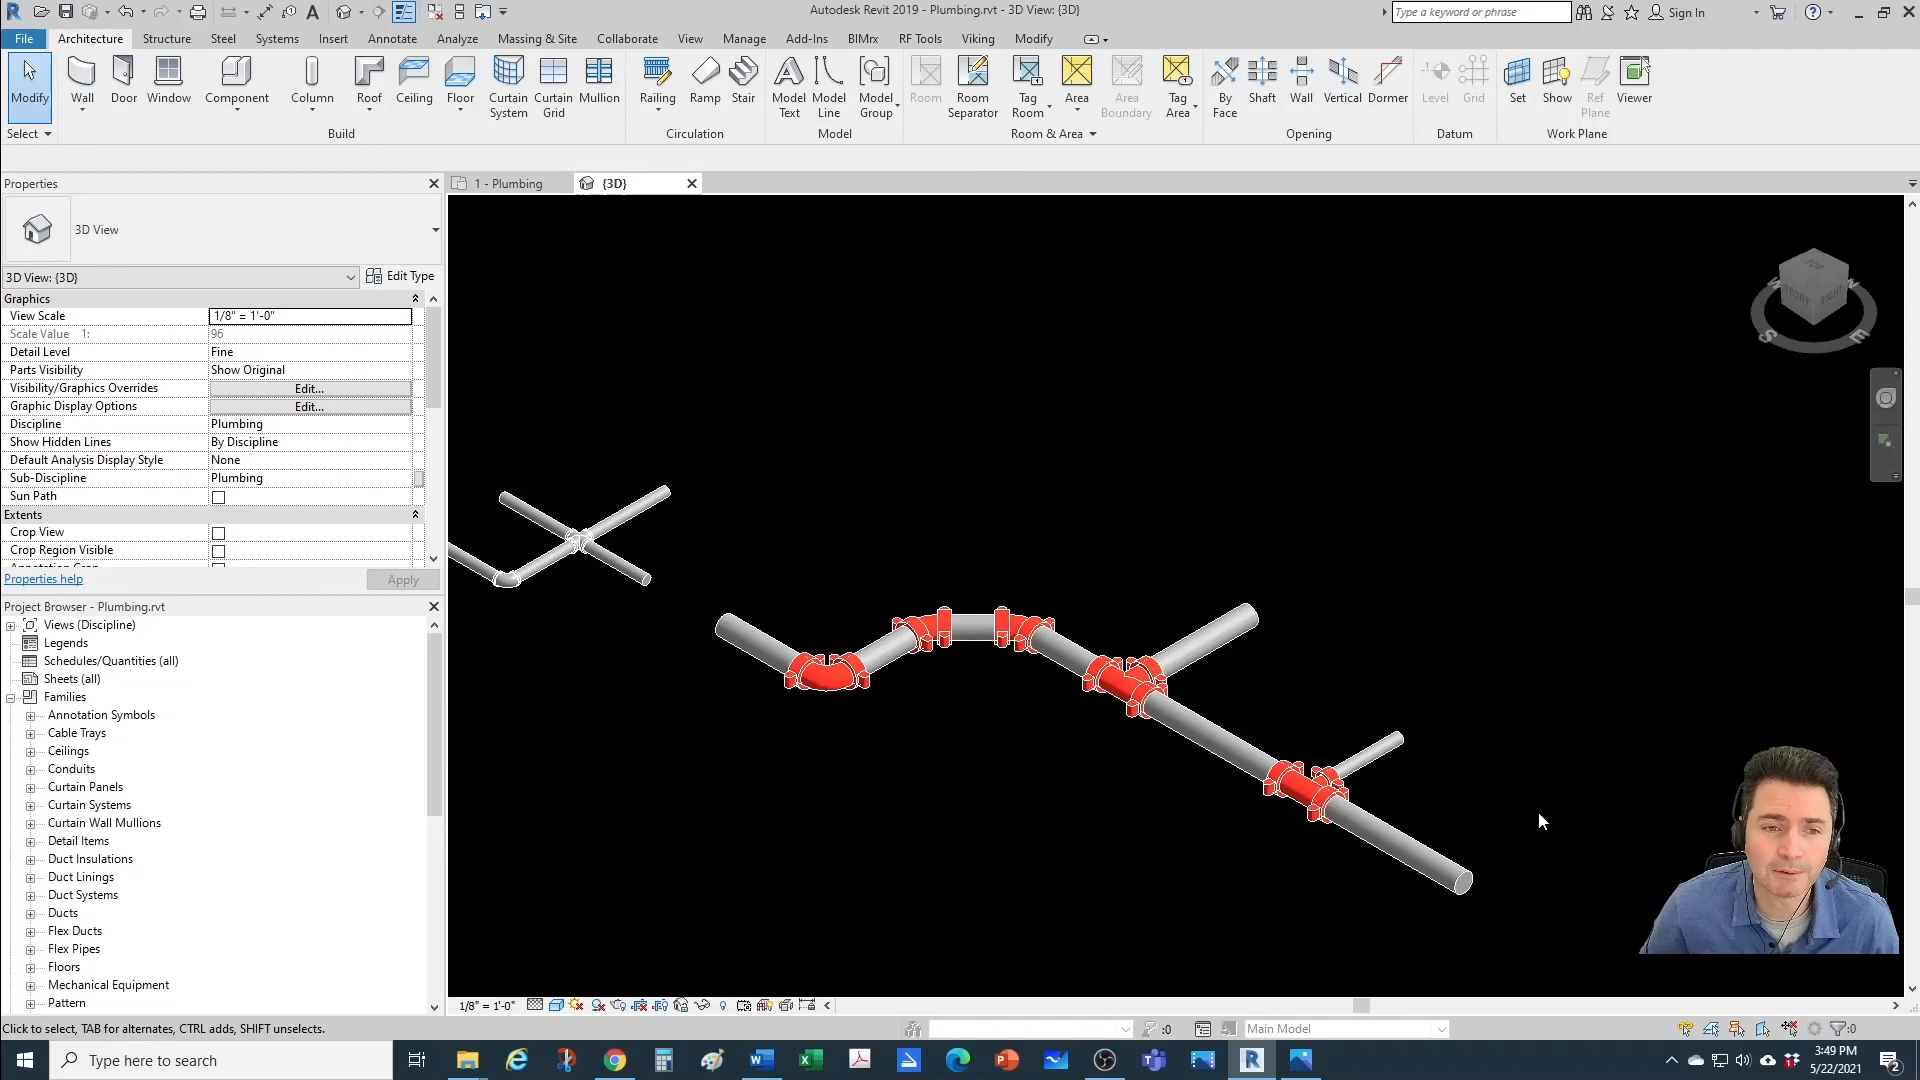 Autodesk Revit 2019 - Plumbing.rvt - 3D View: {3D}
Type a keyword or phrase
Sign In
File
Architecture
Structure
Steel
Systems
Insert
Annotate
Analyze
Massing & Site
Collaborate
View
Manage
Add-Ins
BIMrx
RF Tools
Viking
Modify
Modify
Wall
Door
Window
Component
Column
Roof
Ceiling
Floor
Curtain System
Curtain Grid
Mullion
Railing
Ramp
Stair
Model Text
Model Line
Model Group
Room
Room Separator
Tag Room
Area
Area Boundary
Tag Area
By Face
Shaft
Wall
Vertical
Dormer
Level
Grid
Set
Show
Ref Plane
Viewer
Select
Build
Circulation
Model
Room & Area
Opening
Datum
Work Plane
Properties
1 - Plumbing
{3D}
3D View
3D View: {3D}
Edit Type
Graphics
View Scale 1/8" = 1'-0"
Scale Value 1: 96
Detail Level Fine
Parts Visibility Show Original
Visibility/Graphics Overrides Edit...
Graphic Display Options Edit...
Discipline Plumbing
Show Hidden Lines By Discipline
Default Analysis Display Style None
Sub-Discipline Plumbing
Sun Path
Extents
Crop View
Crop Region Visible
Properties help
Apply
Project Browser - Plumbing.rvt
Views (Discipline)
Legends
Schedules/Quantities (all)
Sheets (all)
Families
Annotation Symbols
Cable Trays
Ceilings
Conduits
Curtain Panels
Curtain Systems
Curtain Wall Mullions
Detail Items
Duct Insulations
Duct Linings
Duct Systems
Ducts
Flex Ducts
Flex Pipes
Floors
Mechanical Equipment
Pattern
TOP
FRONT
RIGHT
S
E
1/8" = 1'-0"
Click to select, TAB for alternates, CTRL adds, SHIFT unselects.
:0
Main Model
:0
Type here to search
3:49 PM
5/22/2021
2